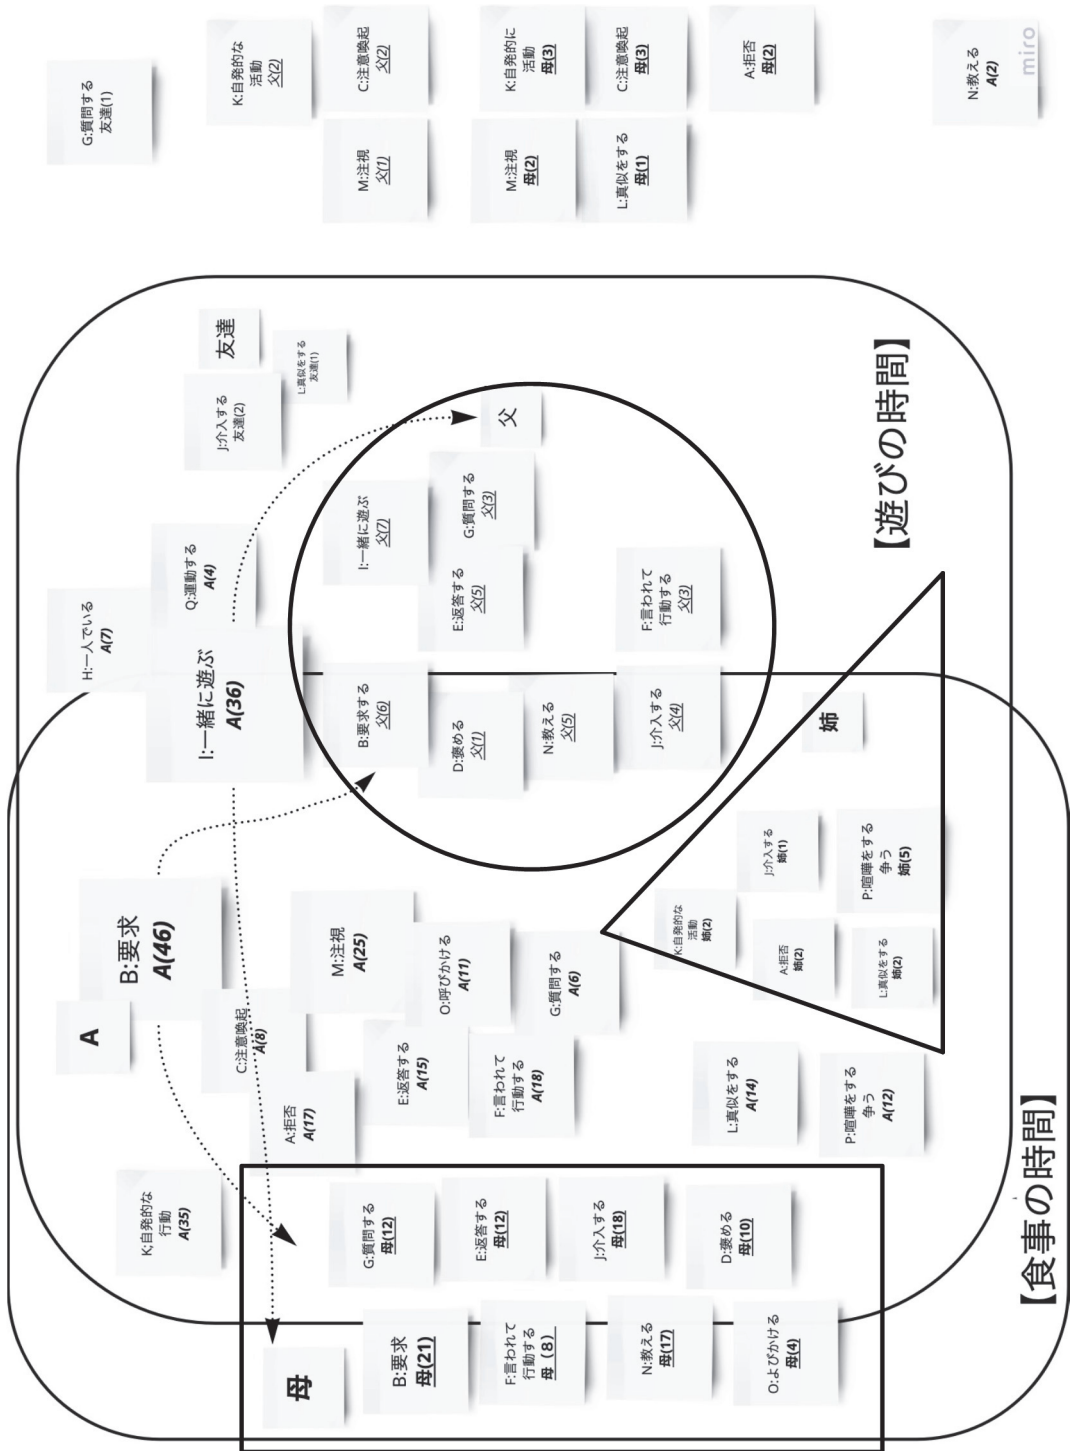 【食事の時間】
【遊びの時間】
母
B:要求
母(21)
F:言われて
行動する
母（8）
N:教える
母(17)
O:よびかける
母(4)
G:質問する
母(12)
E:返答する
母(12)
J:介入する
母(18)
D:褒める
母(10)
K;自発的な
行動
A(35)
A
B:要求
A(46)
C:注意喚起
A(8)
A:拒否
A(17)
M:注視
A(25)
E:返答する
A(15)
O:呼びかける
A(11)
F:言われて
行動する
A(18)
G:質問する
A(6)
L:真似をする
A(14)
P:喧嘩をする
争う
A(12)
K:自発的な
活動
姉(2)
J:介入する
姉(1)
A:拒否
姉(2)
P:喧嘩をする
争う
姉(5)
L:真似をする
姉(2)
姉
H:一人でいる
A(7)
Q:運動する
A(4)
I:一緒に遊ぶ
A(36)
B:要求する
父(6)
D:褒める
父(1)
N:教える
父(5)
J:介入する
父(4)
I:一緒に遊ぶ
父(7)
E:返答する
父(5)
G:質問する
父(3)
F:言われて
行動する
父(3)
父
J:介入する
友達(2)
友達
L:真似をする
友達(1)
G:質問する
友達(1)
K:自発的な
活動
父(2)
C:注意喚起
父(2)
M:注視
父(1)
K:自発的に
活動
母(3)
C:注意喚起
母(3)
M:注視
母(2)
L:真似をする
母(1)
A:拒否
母(2)
N:教える
A(2)
miro